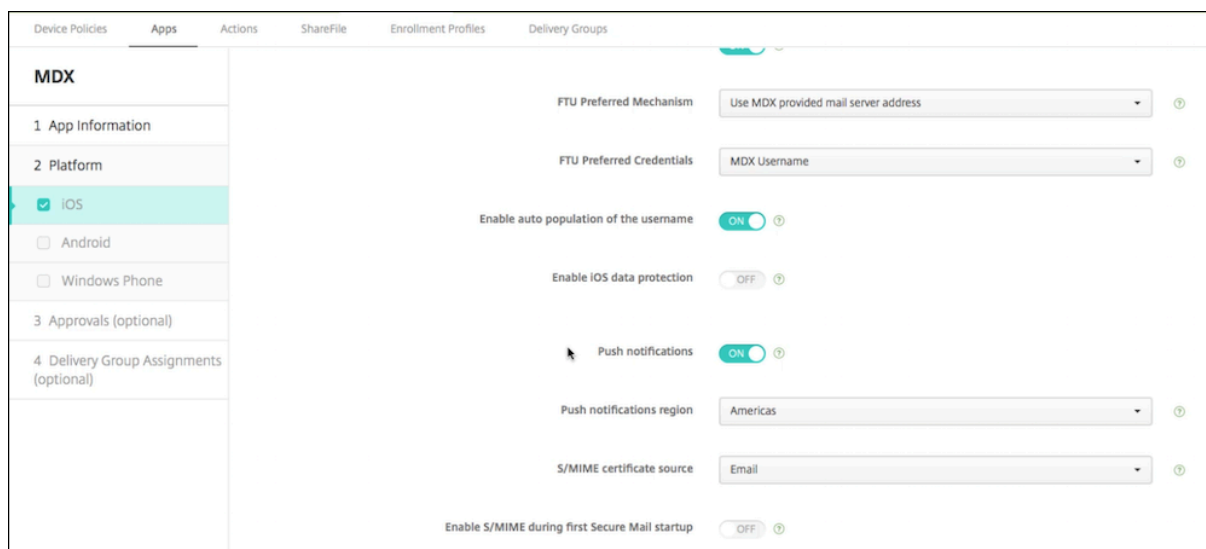 Device Policies Apps Actions ShareFile Enrollment Profiles Delivery Groups
MDX
1 App Information
2 Platform
iOS
Android
Windows Phone
3 Approvals (optional)
4 Delivery Group Assignments
(optional)
ON
FTU Preferred Mechanism Use MDX provided mail server address
FTU Preferred Credentials MDX Username
Enable auto population of the username ON
Enable iOS data protection OFF
Push notifications ON
Push notifications region Americas
S/MIME certificate source Email
Enable S/MIME during first Secure Mail startup OFF